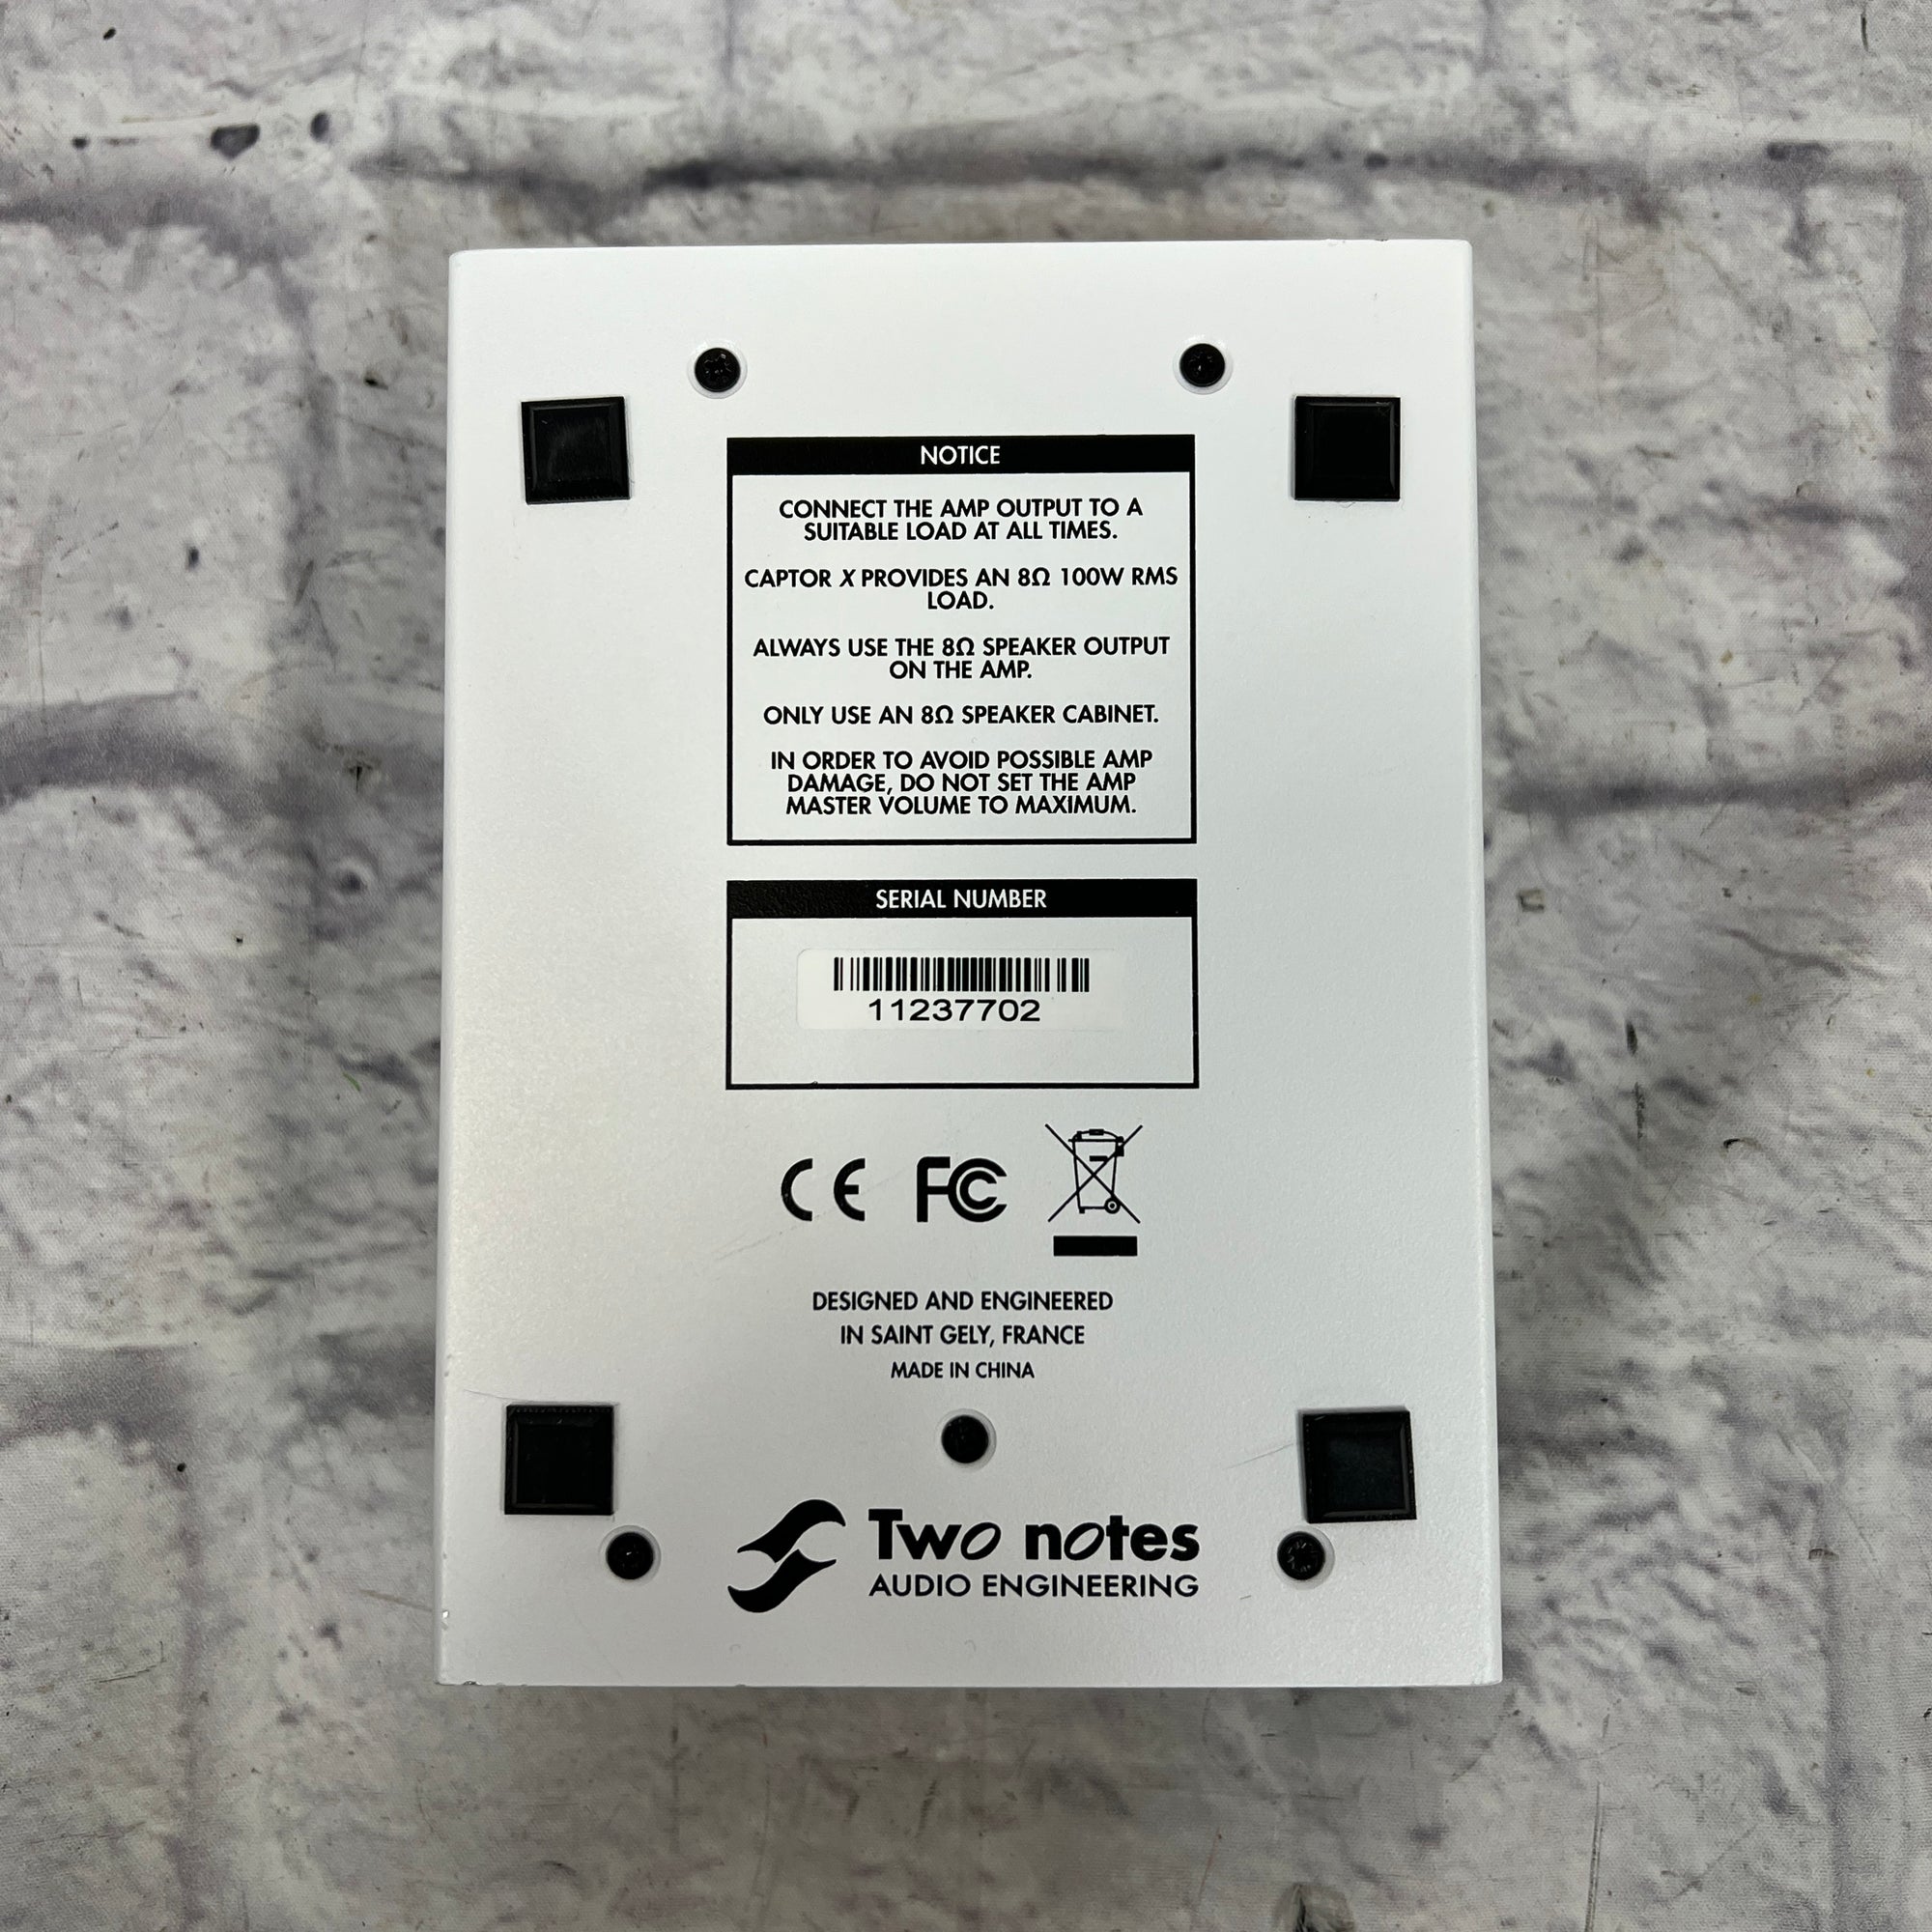 NOTICE
CONNECT THE AMP OUTPUT TO A
SUITABLE LOAD AT ALL TIMES.
CAPTOR X PROVIDES AN 8Ω 100W RMS
LOAD.
ALWAYS USE THE 8Ω SPEAKER OUTPUT
ON THE AMP.
ONLY USE AN 8Ω SPEAKER CABINET.
IN ORDER TO AVOID POSSIBLE AMP
DAMAGE, DO NOT SET THE AMP
MASTER VOLUME TO MAXIMUM.
SERIAL NUMBER
11237702
CE FC
DESIGNED AND ENGINEERED
IN SAINT GELY, FRANCE
MADE IN CHINA
Two notes
AUDIO ENGINEERING